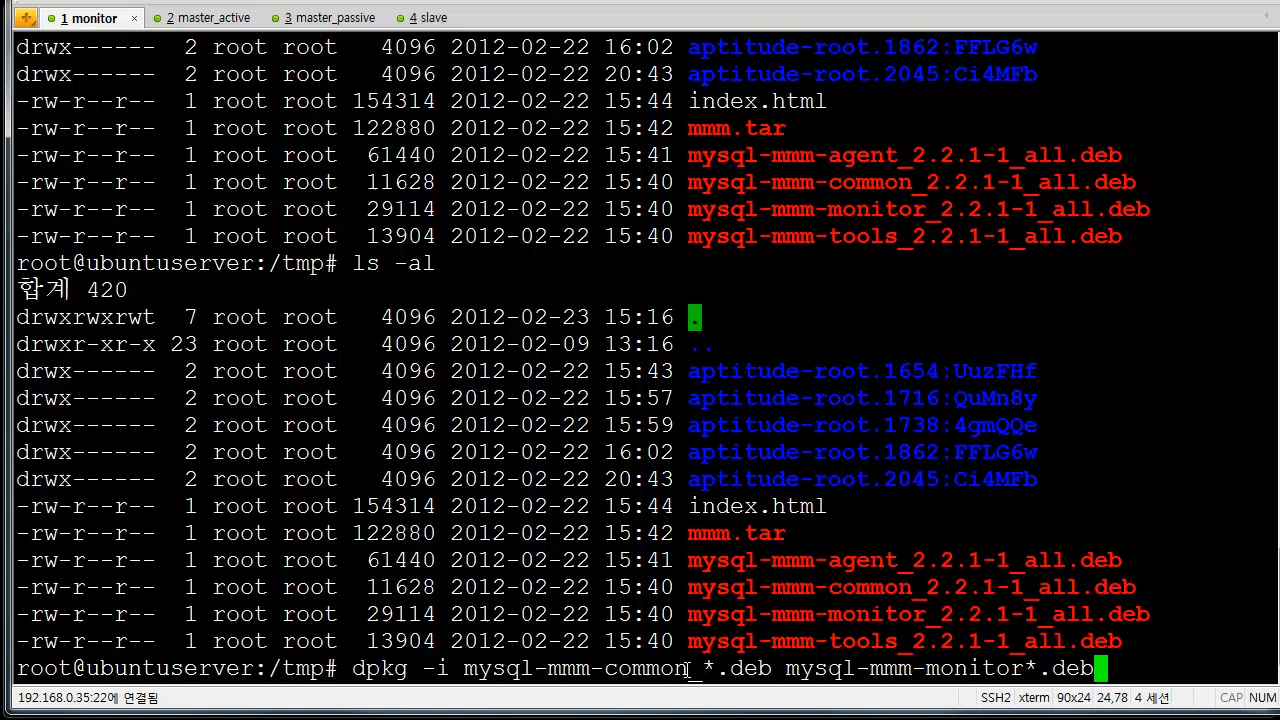 1 monitor × 2 master_active 3 master_passive 4 slave
drwx------ 2 root root 4096 2012-02-22 16:02 aptitude-root.1862:FFLG6w
drwx------ 2 root root 4096 2012-02-22 20:43 aptitude-root.2045:Ci4MFb
-rw-r--r-- 1 root root 154314 2012-02-22 15:44 index.html
-rw-r--r-- 1 root root 122880 2012-02-22 15:42 mmm.tar
-rw-r--r-- 1 root root 61440 2012-02-22 15:41 mysql-mmm-agent_2.2.1-1_all.deb
-rw-r--r-- 1 root root 11628 2012-02-22 15:40 mysql-mmm-common_2.2.1-1_all.deb
-rw-r--r-- 1 root root 29114 2012-02-22 15:40 mysql-mmm-monitor_2.2.1-1_all.deb
-rw-r--r-- 1 root root 13904 2012-02-22 15:40 mysql-mmm-tools_2.2.1-1_all.deb
root@ubuntuserver:/tmp# ls -al
합계 420
drwxrwxrwt 7 root root 4096 2012-02-23 15:16 .
drwxr-xr-x 23 root root 4096 2012-02-09 13:16 ..
drwx------ 2 root root 4096 2012-02-22 15:43 aptitude-root.1654:UuzFHf
drwx------ 2 root root 4096 2012-02-22 15:57 aptitude-root.1716:QuMn8y
drwx------ 2 root root 4096 2012-02-22 15:59 aptitude-root.1738:4gmQQe
drwx------ 2 root root 4096 2012-02-22 16:02 aptitude-root.1862:FFLG6w
drwx------ 2 root root 4096 2012-02-22 20:43 aptitude-root.2045:Ci4MFb
-rw-r--r-- 1 root root 154314 2012-02-22 15:44 index.html
-rw-r--r-- 1 root root 122880 2012-02-22 15:42 mmm.tar
-rw-r--r-- 1 root root 61440 2012-02-22 15:41 mysql-mmm-agent_2.2.1-1_all.deb
-rw-r--r-- 1 root root 11628 2012-02-22 15:40 mysql-mmm-common_2.2.1-1_all.deb
-rw-r--r-- 1 root root 29114 2012-02-22 15:40 mysql-mmm-monitor_2.2.1-1_all.deb
-rw-r--r-- 1 root root 13904 2012-02-22 15:40 mysql-mmm-tools_2.2.1-1_all.deb
root@ubuntuserver:/tmp# dpkg -i mysql-mmm-common_*.deb mysql-mmm-monitor*.deb
192.168.0.35:22에 연결됨 SSH2 xterm 90x24 24,78 4 세션 CAP NUM